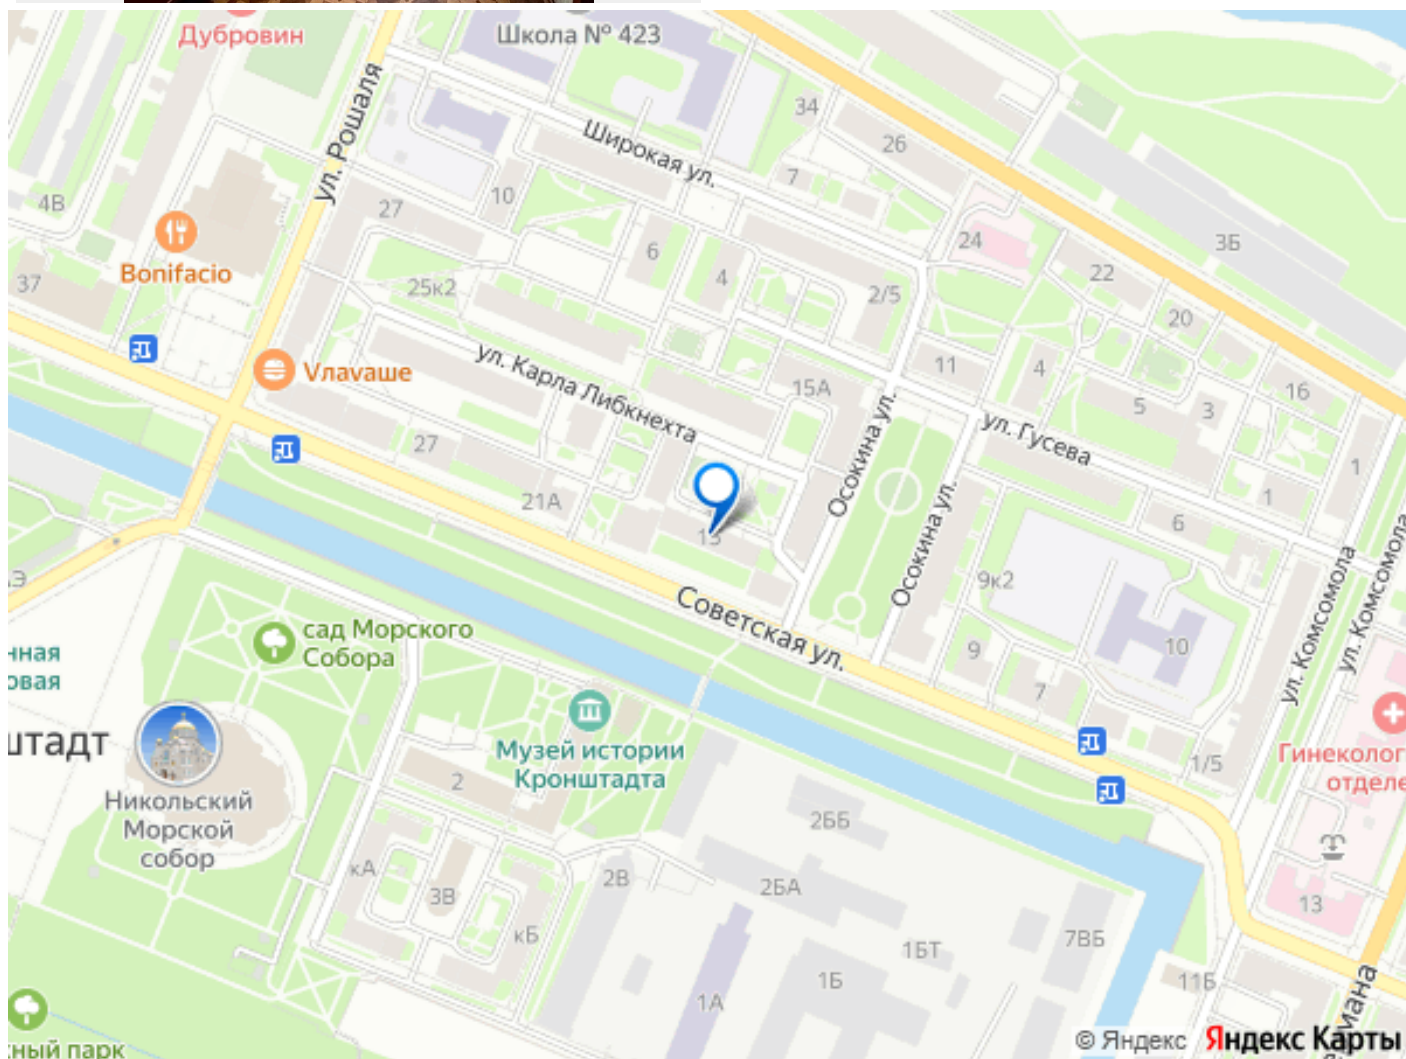 Дубровин
Школа № 423
ул. Рошаля
Широкая ул.
34
26
7
10
4В
27
24
3Б
6
22
Bonifacio
4
37
25к2
2/5
20
ул. Карла Либкнехта
11
4
Vлаvаше
15А
16
5
3
Осокина ул.
ул. Гусева
27
1
21А
1
6
13
Осокина ул.
9к2
Советская ул.
ул. Комсомола
ул. Комсомола
сад Морского
Собора
10
9
7
Музей истории
Кронштадта
1/5
2
Никольский
Морской
собор
2ББ
кА
2В
2БА
3В
13
кБ
7ВБ
1БТ
1Б
11Б
1А
© Яндекс
Яндекс Карты